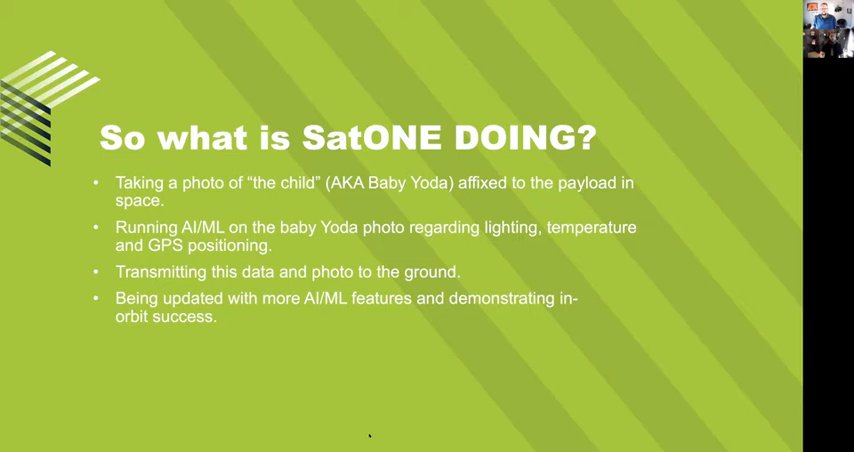 So what is SatONE DOING?
• Taking a photo of “the child” (AKA Baby Yoda) affixed to the payload in
space.
• Running AI/ML on the baby Yoda photo regarding lighting, temperature
and GPS positioning.
• Transmitting this data and photo to the ground.
• Being updated with more AI/ML features and demonstrating in-
orbit success.